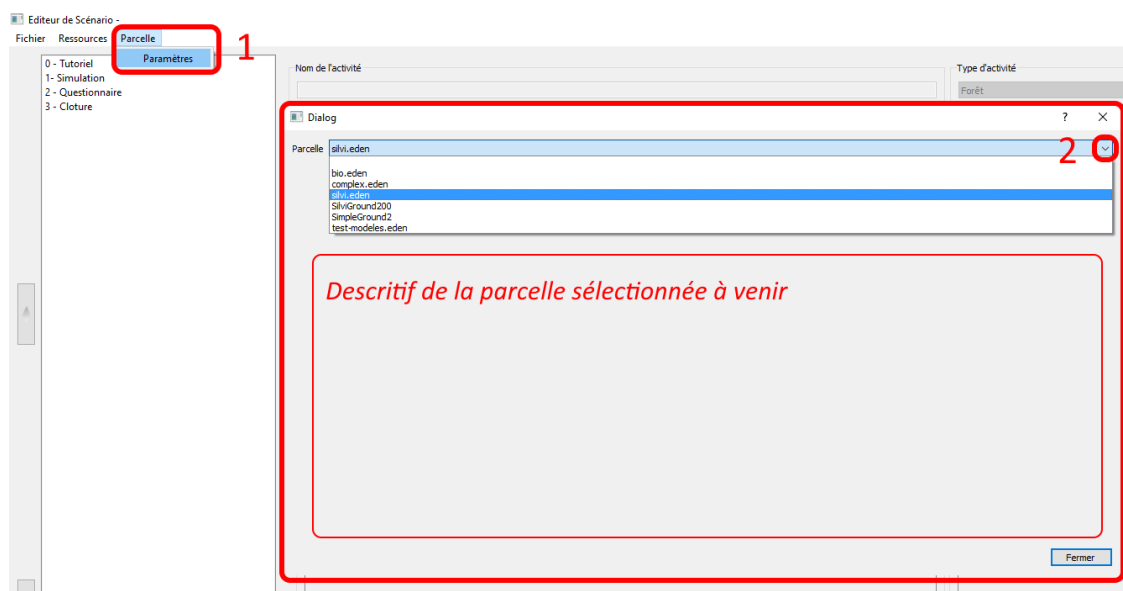 Editeur de Scénario -
Fichier Ressources Parcelle
1
Paramètres
0 - Tutoriel
1- Simulation
2 - Questionnaire
3 - Cloture
Nom de l'activité
Type d'activité
Forêt
Dialog
? X
Parcelle silvi.eden
2
bio.eden
complex.eden
silvi.eden
SilviGround200
SimpleGround2
test-modeles.eden
Descritif de la parcelle sélectionnée à venir
Fermer